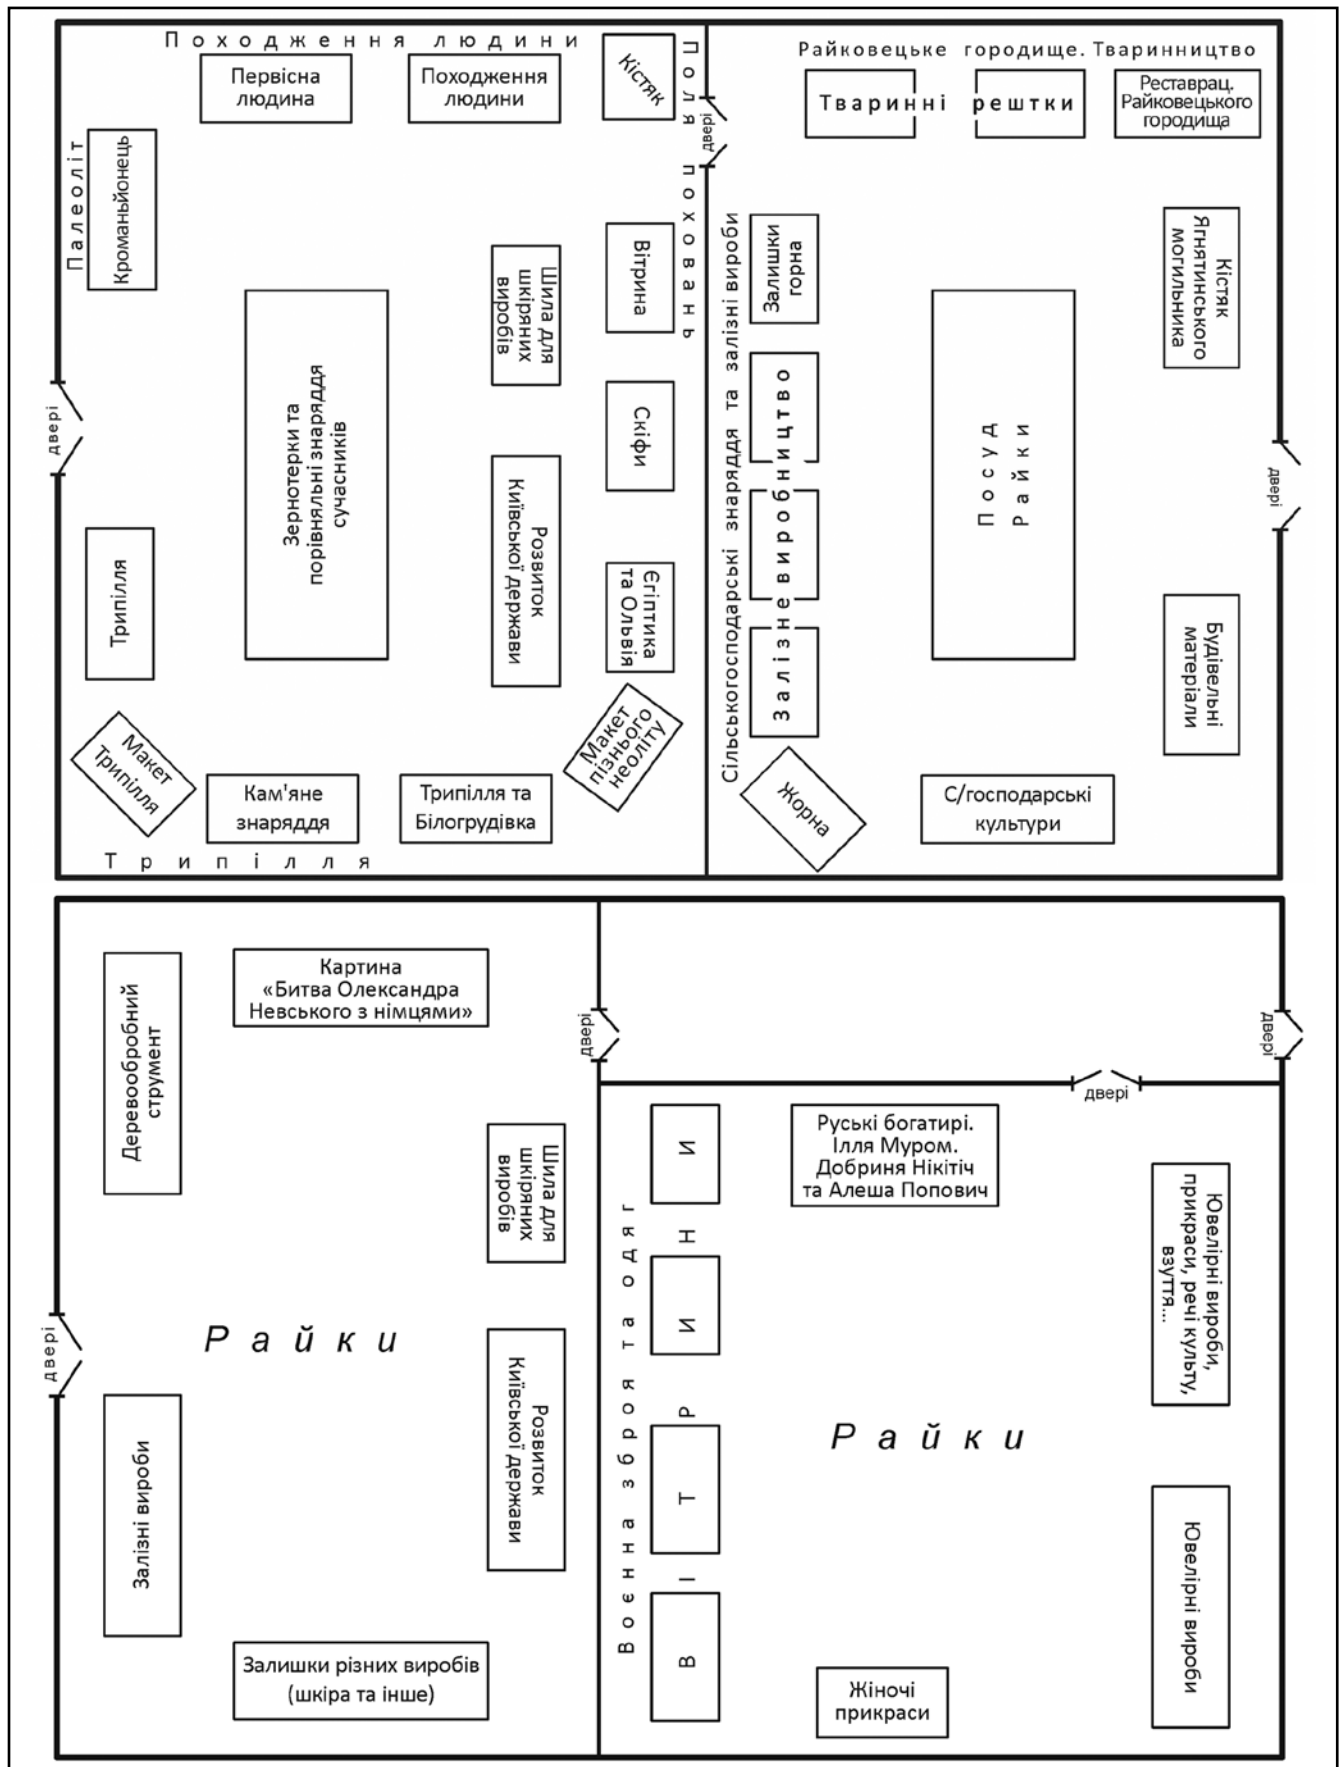 Походження людини
Первісна
людина
Походження
людини
Кістяк
Поля поховань
двері
Палеоліт
Кроманьйонець
Шила для
шкіряних
виробів
Вітрина
Зернотерки та
порівняльні знаряддя
сучасників
Скіфи
двері
Розвиток
Київської держави
Трипілля
Єгіптика
та Ольвія
Макет
Трипілля
Кам'яне
знаряддя
Трипілля та
Білогрудівка
Макет
пізнього
неоліту
Трипілля
Райковецьке городище. Тваринництво
Тваринні рештки
Реставрац.
Райковецького
городища
Сільськогосподарські знаряддя та залізні вироби
Залишки
горна
Кістяк
Ягнятинського
могильника
Залізне виробництво
Посуд
Райки
двері
Будівельні
матеріали
Жорна
С/господарські
культури
Деревообробний
струмент
Картина
«Битва Олександра
Невського з німцями»
двері
Шила для
шкіряних
виробів
Райки
двері
Розвиток
Київської держави
Залізні вироби
Залишки різних виробів
(шкіра та інше)
двері
двері
Воєнна зброя та одяг
ВІТРИНИ
Руські богатирі.
Ілля Муром.
Добриня Нікітіч
та Алеша Попович
Ювелірні вироби,
прикраси, речі культу,
взуття...
Райки
Ювелірні вироби
Жіночі
прикраси